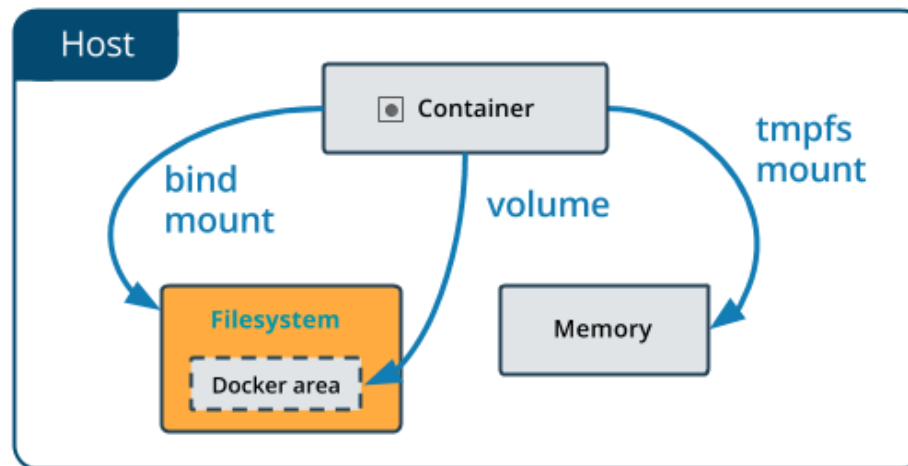 Host
Container
bind
mount
volume
tmpfs
mount
Filesystem
Docker area
Memory